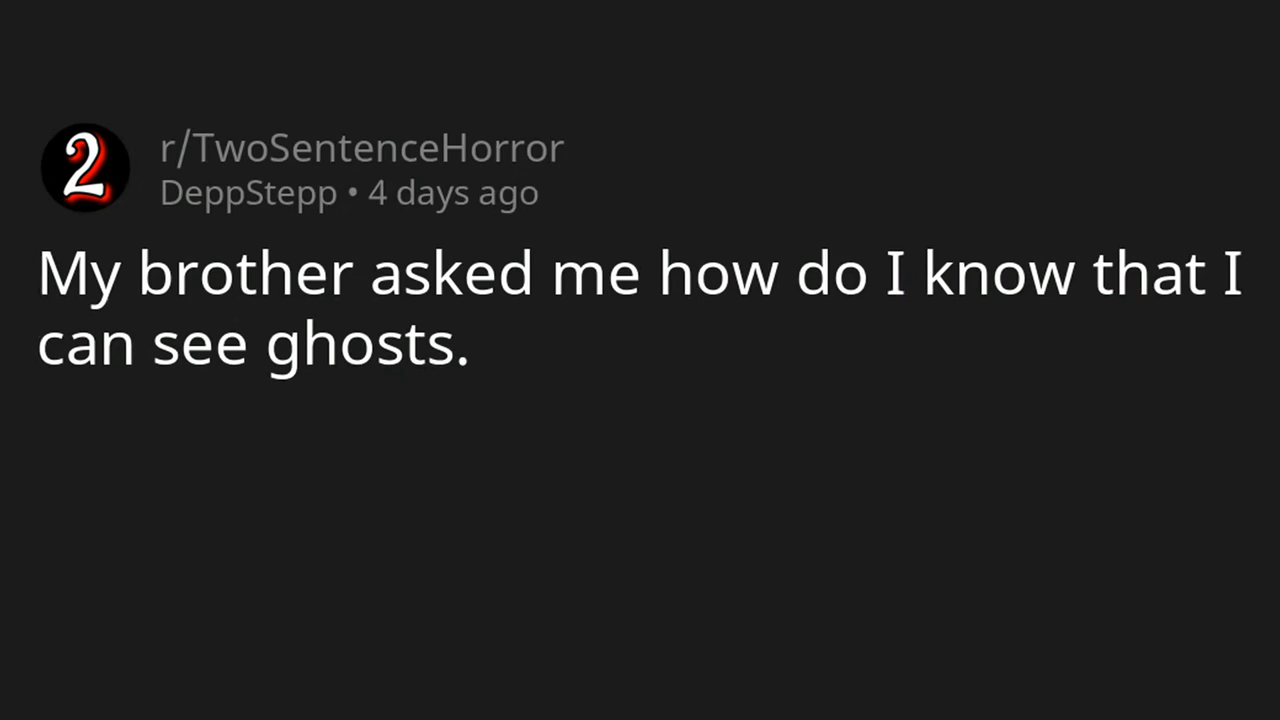 2
r/TwoSentenceHorror
DeppStepp • 4 days ago
My brother asked me how do I know that I
can see ghosts.